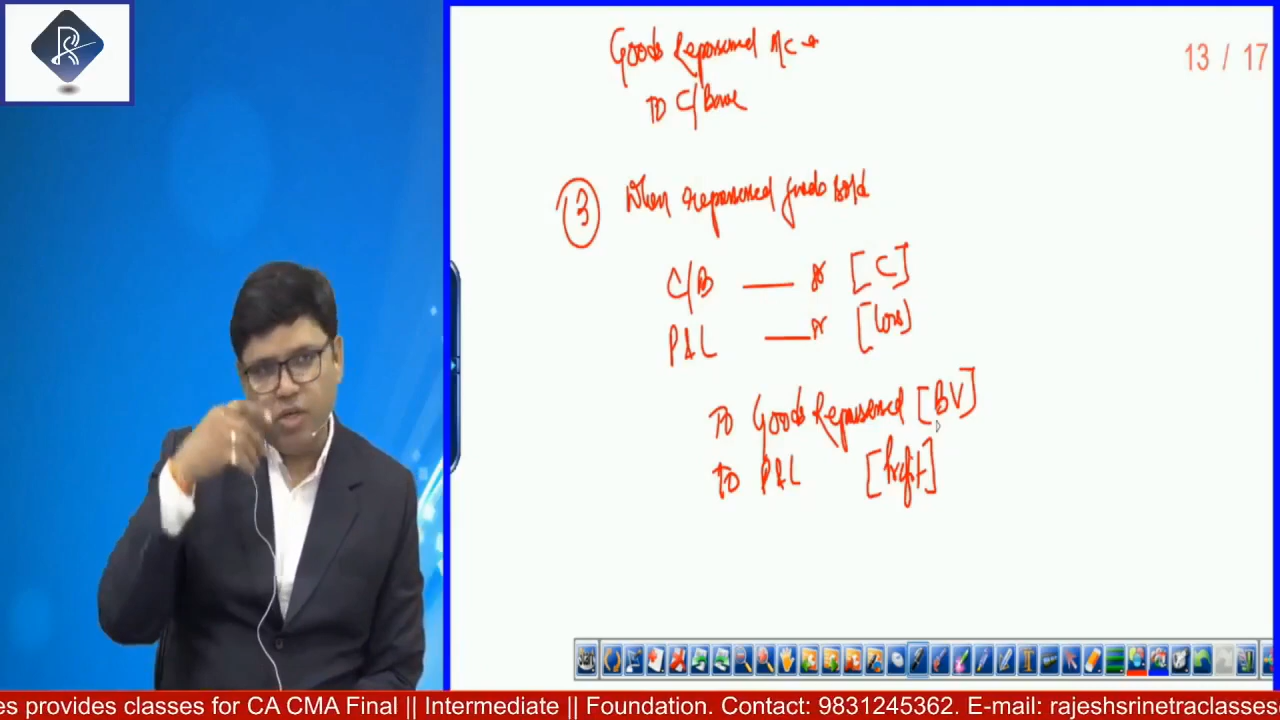 Goods Repossessed A/c Dr
TO C/Bank
13 / 17
(13) When repossessed goods sold
C/B — Dr [C]
P&L — Dr [Loss]
To Goods Repossessed [BV]
TO P&L [Profit]
es provides classes for CA CMA Final || Intermediate || Foundation. Contact: 9831245362. E-mail: rajeshsrinetraclasses